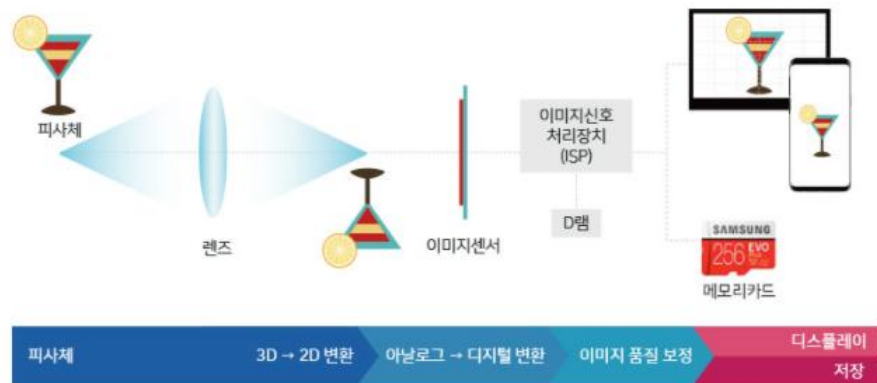 피사체
렌즈
이미지센서
이미지신호
처리장치
(ISP)
D램
SAMSUNG
256 EVO
메모리카드
피사체
3D → 2D 변환
아날로그 → 디지털 변환
이미지 품질 보정
디스플레이
저장